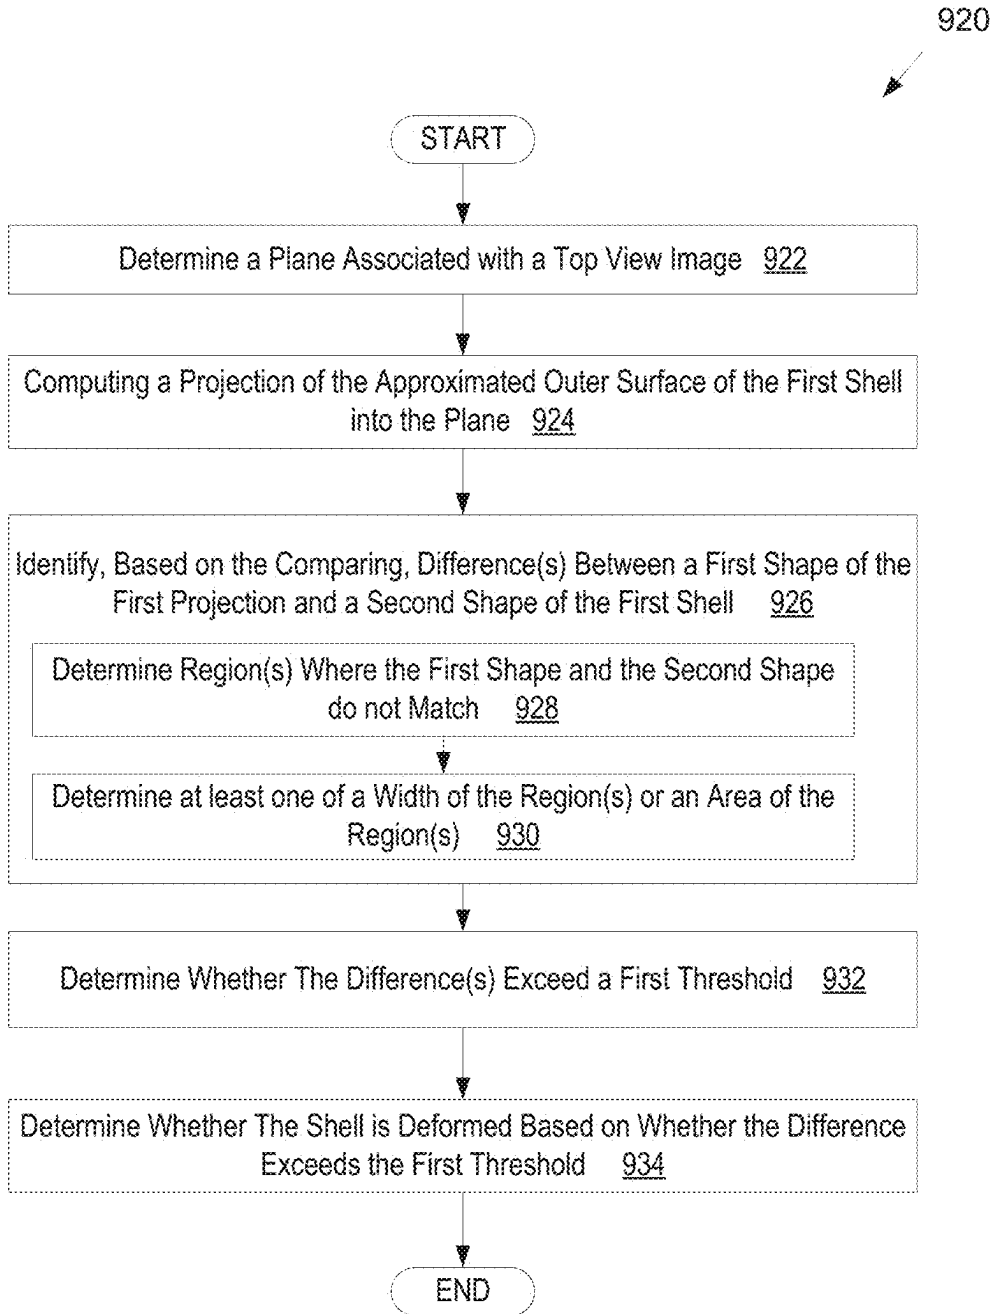 920
START
Determine a Plane Associated with a Top View Image 922
Computing a Projection of the Approximated Outer Surface of the First Shell
into the Plane 924
Identify, Based on the Comparing, Difference(s) Between a First Shape of the
First Projection and a Second Shape of the First Shell 926
Determine Region(s) Where the First Shape and the Second Shape
do not Match 928
Determine at least one of a Width of the Region(s) or an Area of the
Region(s) 930
Determine Whether The Difference(s) Exceed a First Threshold 932
Determine Whether The Shell is Deformed Based on Whether the Difference
Exceeds the First Threshold 934
END